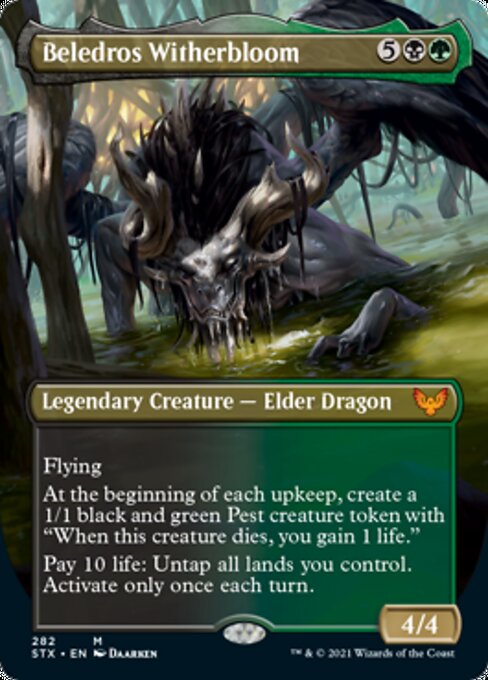 Beledros Witherbloom 5
Legendary Creature — Elder Dragon
Flying
At the beginning of each upkeep, create a
1/1 black and green Pest creature token with
“When this creature dies, you gain 1 life.”
Pay 10 life: Untap all lands you control.
Activate only once each turn.
4/4
282 M
STX • EN DAARKEN
™ & © 2021 Wizards of the Coast